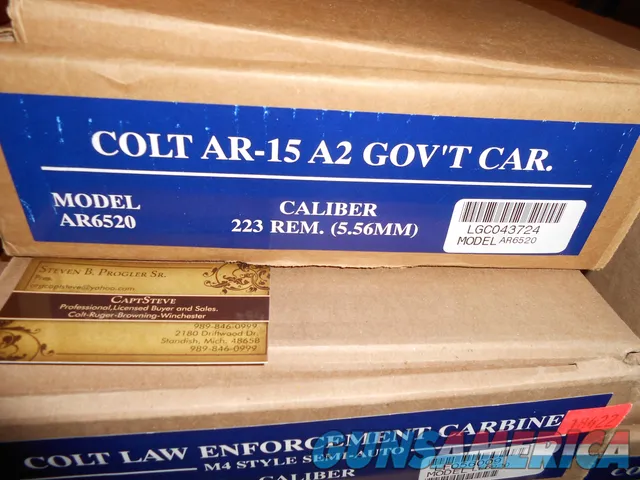 COLT AR-15 A2 GOV'T CAR.
MODEL
AR6520
CALIBER
223 REM. (5.56MM)
LGC043724
MODEL AR6520
STEVEN B. PROGLER SR.
CAPTSTEVE
Professional,Licensed Buyer and Sales.
Colt-Ruger-Browning-Winchester
989-846-0999
2180 Driftwood Dr.
Standish, Mich. 48658
989-846-0999
COLT LAW ENFORCEMENT CARBINE
M4 STYLE SEMI-AUTO
CALIBER
GUNSAMERICA